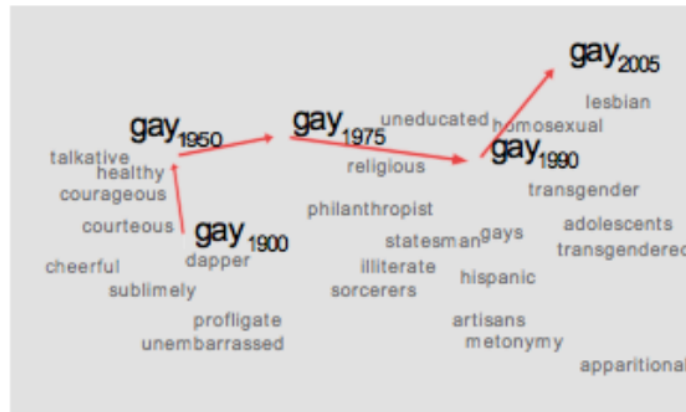 gay2005
lesbian
gay1950
gay1975
uneducated
homosexual
talkative
healthy
religious
gay1990
courageous
transgender
philanthropist
courteous
gay1900
adolescents
statesman
gays
transgendered
dapper
cheerful
illiterate
hispanic
sublimely
sorcerers
profligate
artisans
unembarrassed
metonymy
apparitional